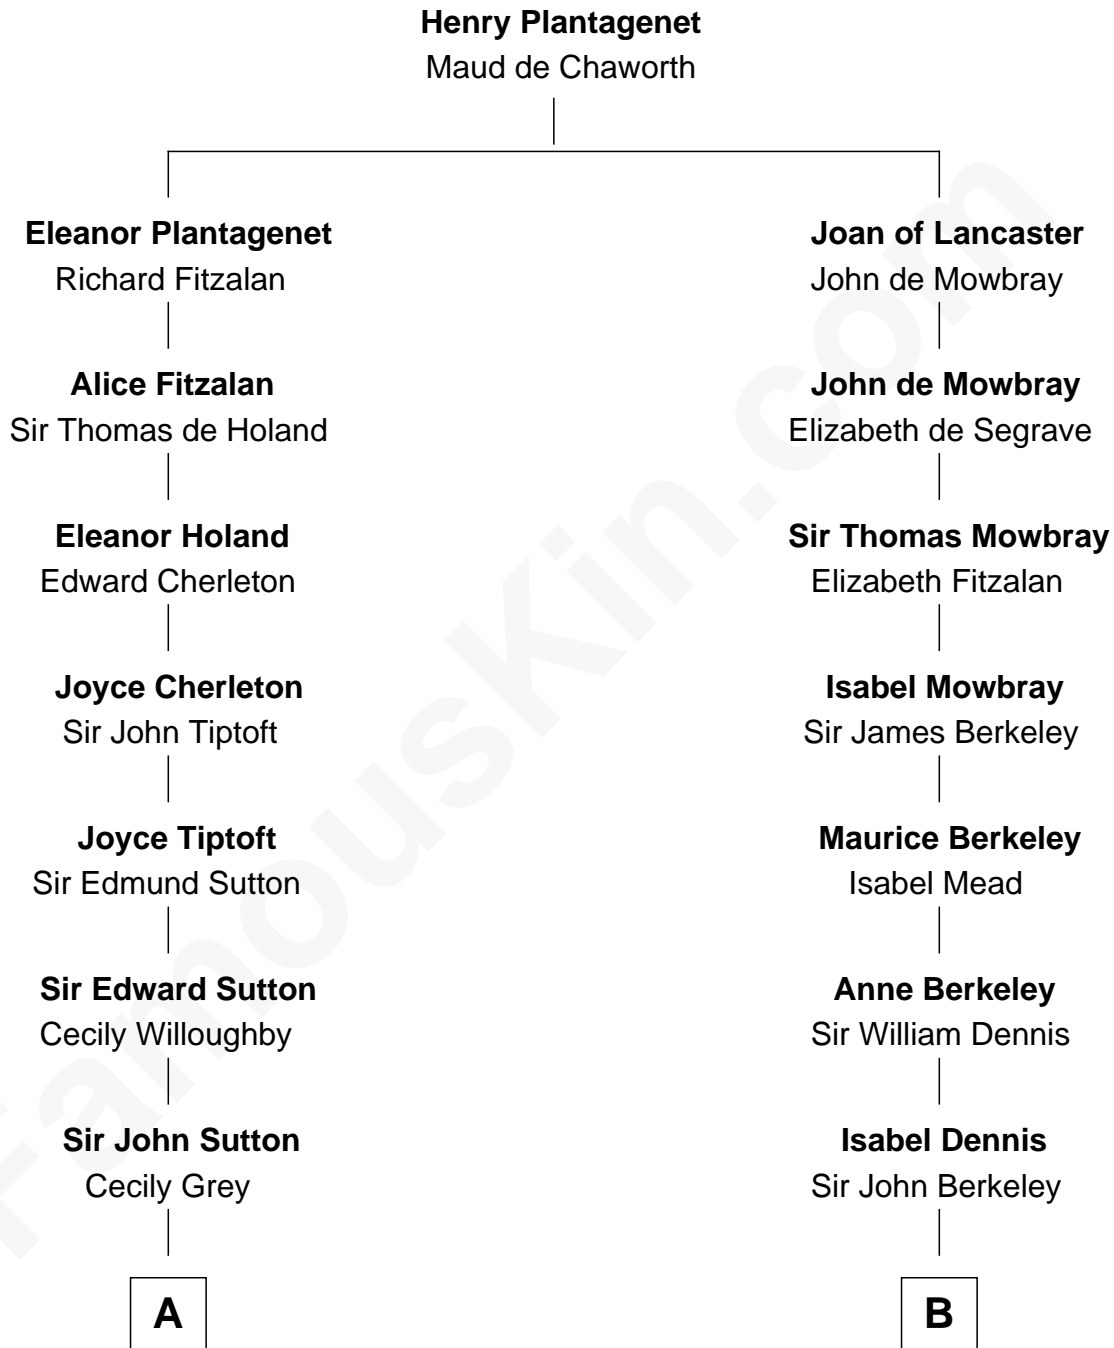 Henry Plantagenet
Maud de Chaworth
Eleanor Plantagenet
Richard Fitzalan
Alice Fitzalan
Sir Thomas de Holand
Eleanor Holand
Edward Cherleton
Joyce Cherleton
Sir John Tiptoft
Joyce Tiptoft
Sir Edmund Sutton
Sir Edward Sutton
Cecily Willoughby
Sir John Sutton
Cecily Grey
A
Joan of Lancaster
John de Mowbray
John de Mowbray
Elizabeth de Segrave
Sir Thomas Mowbray
Elizabeth Fitzalan
Isabel Mowbray
Sir James Berkeley
Maurice Berkeley
Isabel Mead
Anne Berkeley
Sir William Dennis
Isabel Dennis
Sir John Berkeley
B
FamousKin.com